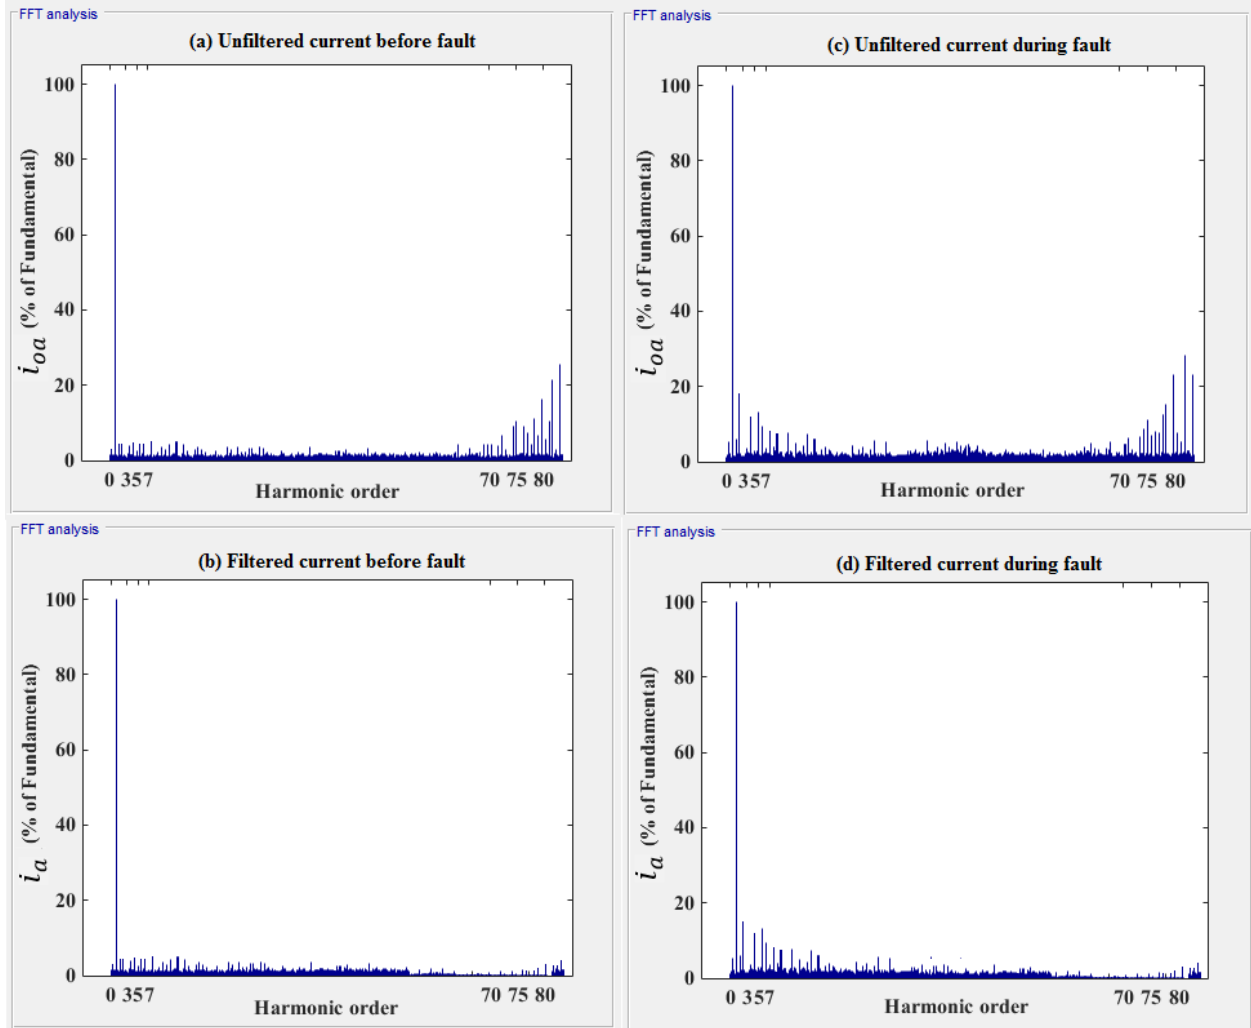 FFT analysis
(a) Unfiltered current before fault
100
80
60
40
20
0
i_oa (% of Fundamental)
0 357
70 75 80
Harmonic order
FFT analysis
(c) Unfiltered current during fault
100
80
60
40
20
0
i_oa (% of Fundamental)
0 357
70 75 80
Harmonic order
FFT analysis
(b) Filtered current before fault
100
80
60
40
20
0
i_a (% of Fundamental)
0 357
70 75 80
Harmonic order
FFT analysis
(d) Filtered current during fault
100
80
60
40
20
0
i_a (% of Fundamental)
0 357
70 75 80
Harmonic order